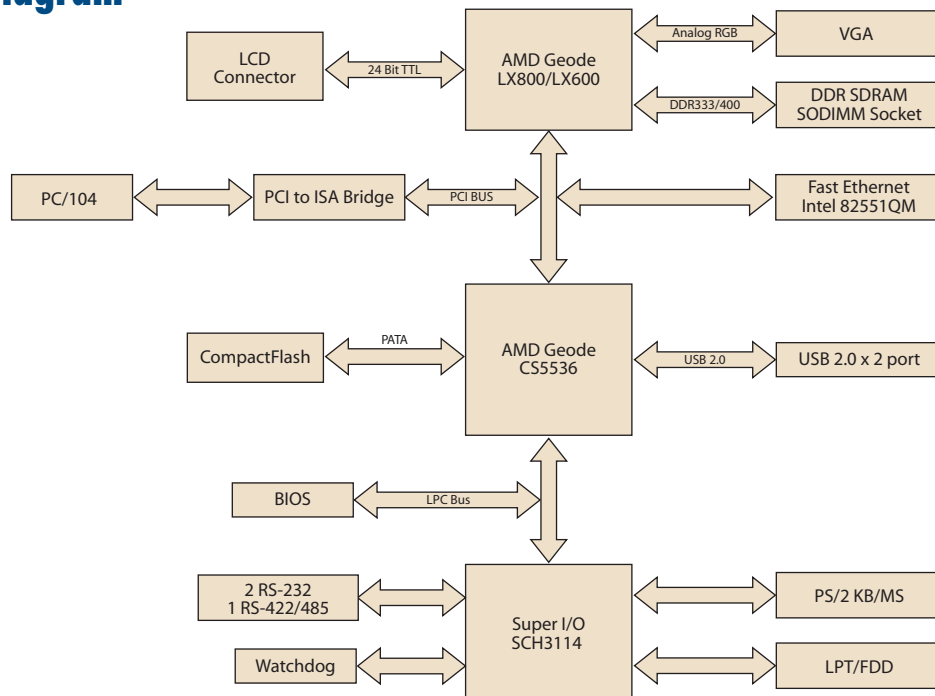 LCD
Connector
24 Bit TTL
AMD Geode
LX800/LX600
Analog RGB
VGA
DDR333/400
DDR SDRAM
SODIMM Socket
PC/104
PCI to ISA Bridge
PCI BUS
Fast Ethernet
Intel 82551QM
CompactFlash
PATA
AMD Geode
CS5536
USB 2.0
USB 2.0 x 2 port
BIOS
LPC Bus
2 RS-232
1 RS-422/485
Super I/O
SCH3114
PS/2 KB/MS
Watchdog
LPT/FDD